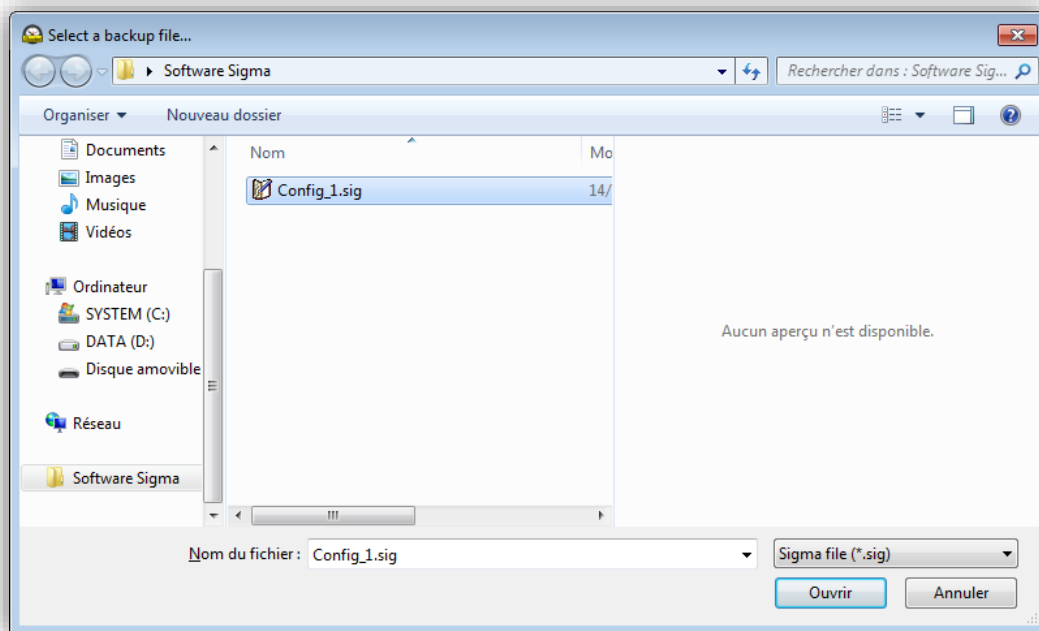 Select a backup file...
Software Sigma
Rechercher dans : Software Sig...
Organiser
Nouveau dossier
Documents
Images
Musique
Vidéos
Ordinateur
SYSTEM (C:)
DATA (D:)
Disque amovible
Réseau
Software Sigma
Nom
Mo
Config_1.sig
14/
Aucun aperçu n'est disponible.
Nom du fichier :
Config_1.sig
Sigma file (*.sig)
Ouvrir
Annuler